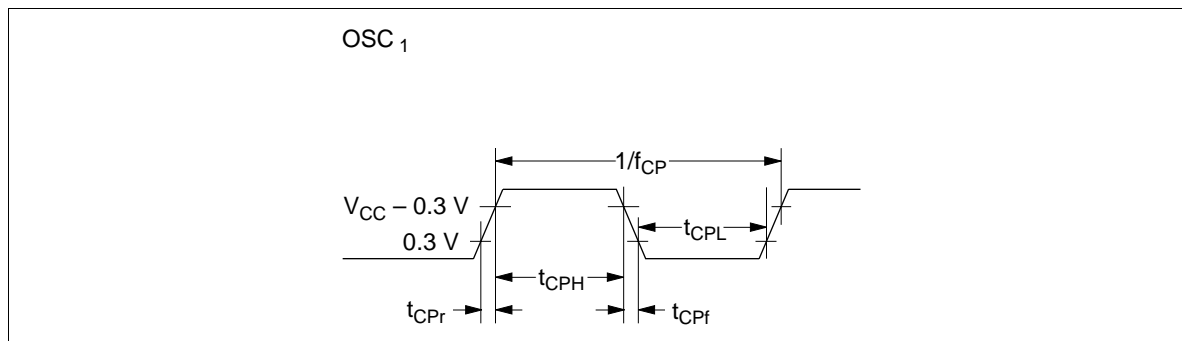 OSC 1
1/fCP
VCC – 0.3 V
tCPL
0.3 V
tCPH
tCPr
tCPf